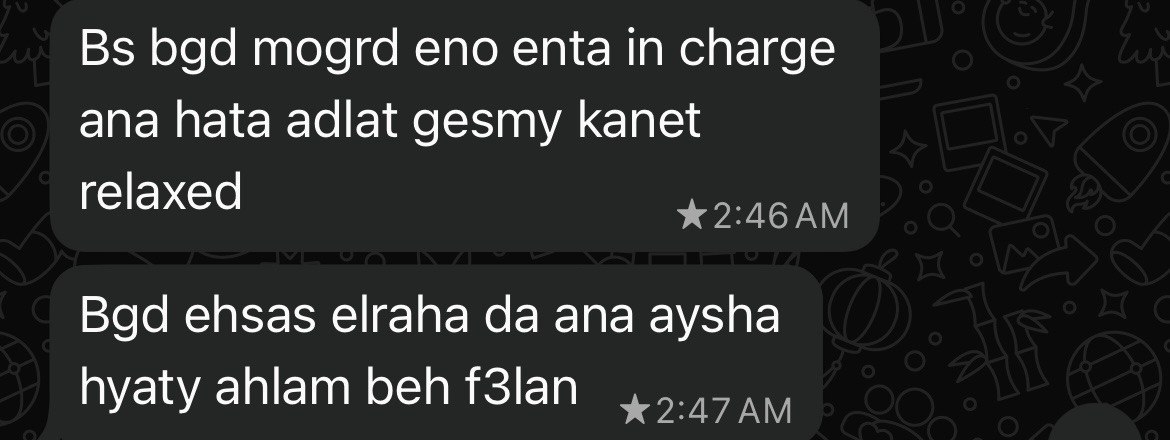 Bs bgd mogrd eno enta in charge
ana hata adlat gesmy kanet
relaxed
★2:46 AM
Bgd ehsas elraha da ana aysha
hyaty ahlam beh f3lan
★2:47 AM